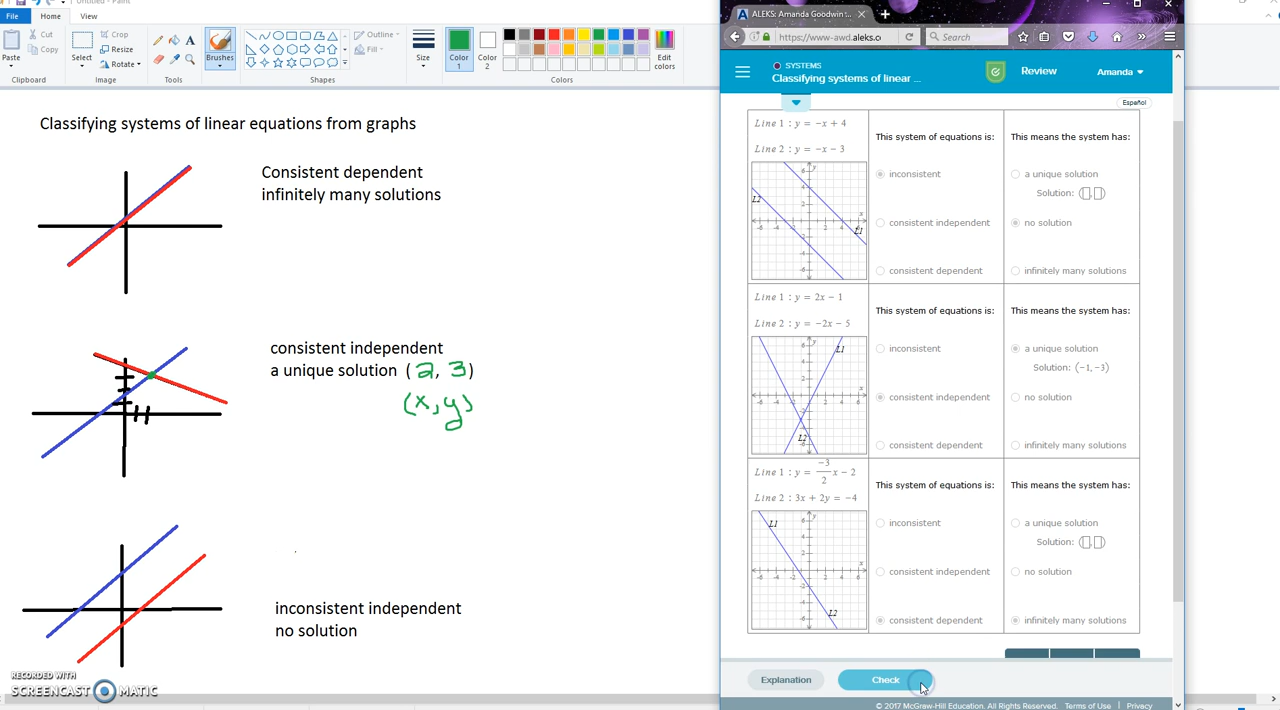 Untitled - Paint
File
Home
View
Paste
Cut
Copy
Clipboard
Select
Crop
Resize
Rotate
Image
Tools
Brushes
Shapes
Outline
Fill
Size
Color 1
Color 2
Edit colors
Colors
Classifying systems of linear equations from graphs
Consistent dependent
infinitely many solutions
consistent independent
a unique solution (2, 3)
(x, y)
inconsistent independent
no solution
RECORDED WITH
SCREENCAST MATIC
ALEKS: Amanda Goodwin
https://www-awd.aleks.c
Search
SYSTEMS
Classifying systems of linear ...
Review
Amanda
Español
Line 1 : y = −x + 4
Line 2 : y = −x − 3
L2
L1
This system of equations is:
inconsistent
consistent independent
consistent dependent
This means the system has:
a unique solution
Solution: (▯,▯)
no solution
infinitely many solutions
Line 1 : y = 2x − 1
Line 2 : y = −2x − 5
L1
L2
This system of equations is:
inconsistent
consistent independent
consistent dependent
This means the system has:
a unique solution
Solution: (−1, −3)
no solution
infinitely many solutions
Line 1 : y = −3/2 x − 2
Line 2 : 3x + 2y = −4
L1
L2
This system of equations is:
inconsistent
consistent independent
consistent dependent
This means the system has:
a unique solution
Solution: (▯,▯)
no solution
infinitely many solutions
Explanation
Check
© 2017 McGraw-Hill Education. All Rights Reserved. Terms of Use | Privacy